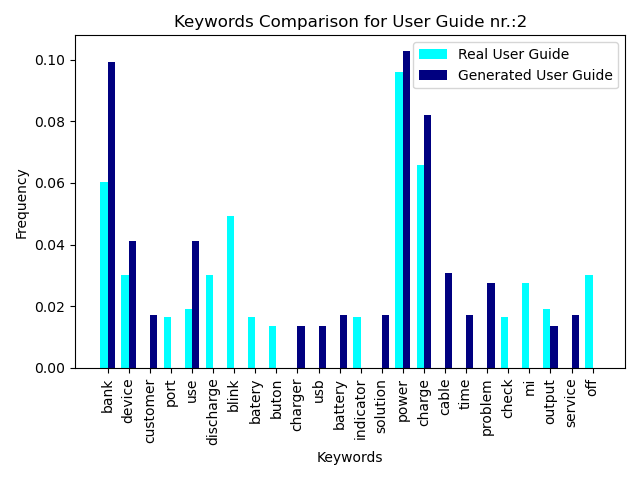 Keywords Comparison for User Guide nr.:2
Real User Guide
Generated User Guide
Frequency
0.10
0.08
0.06
0.04
0.02
0.00
bank
device
customer
port
use
discharge
blink
batery
buton
charger
usb
battery
indicator
solution
power
charge
cable
time
problem
check
mi
output
service
off
Keywords